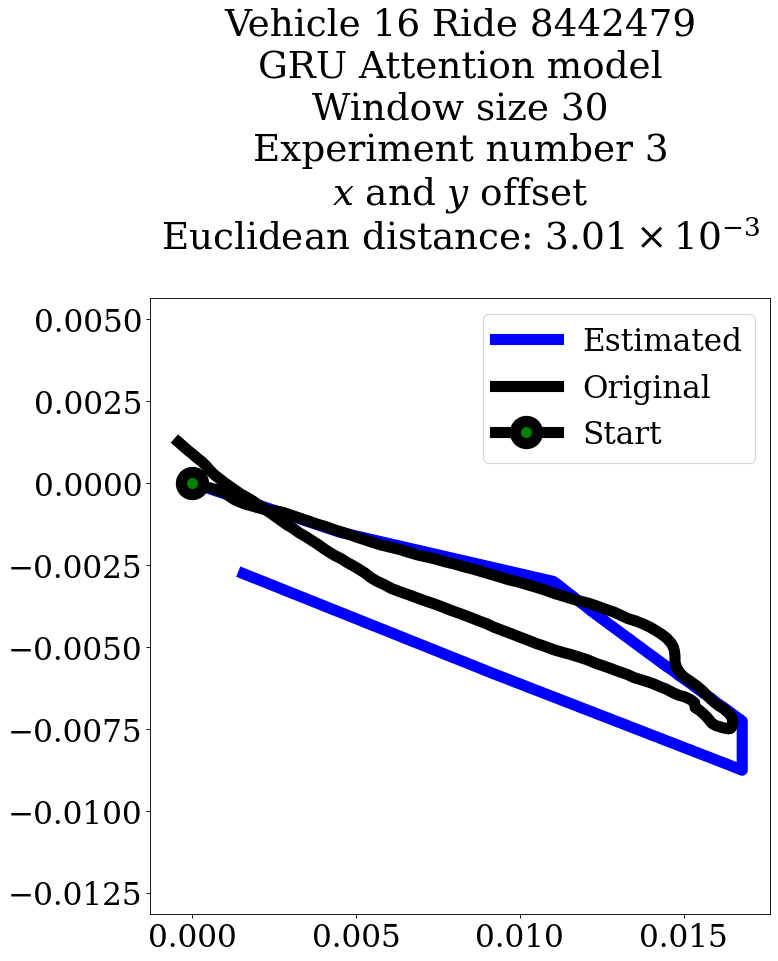 Vehicle 16 Ride 8442479
GRU Attention model
Window size 30
Experiment number 3
x and y offset
Euclidean distance: 3.01 × 10⁻³
Estimated
Original
Start
0.0050
0.0025
0.0000
−0.0025
−0.0050
−0.0075
−0.0100
−0.0125
0.000 0.005 0.010 0.015